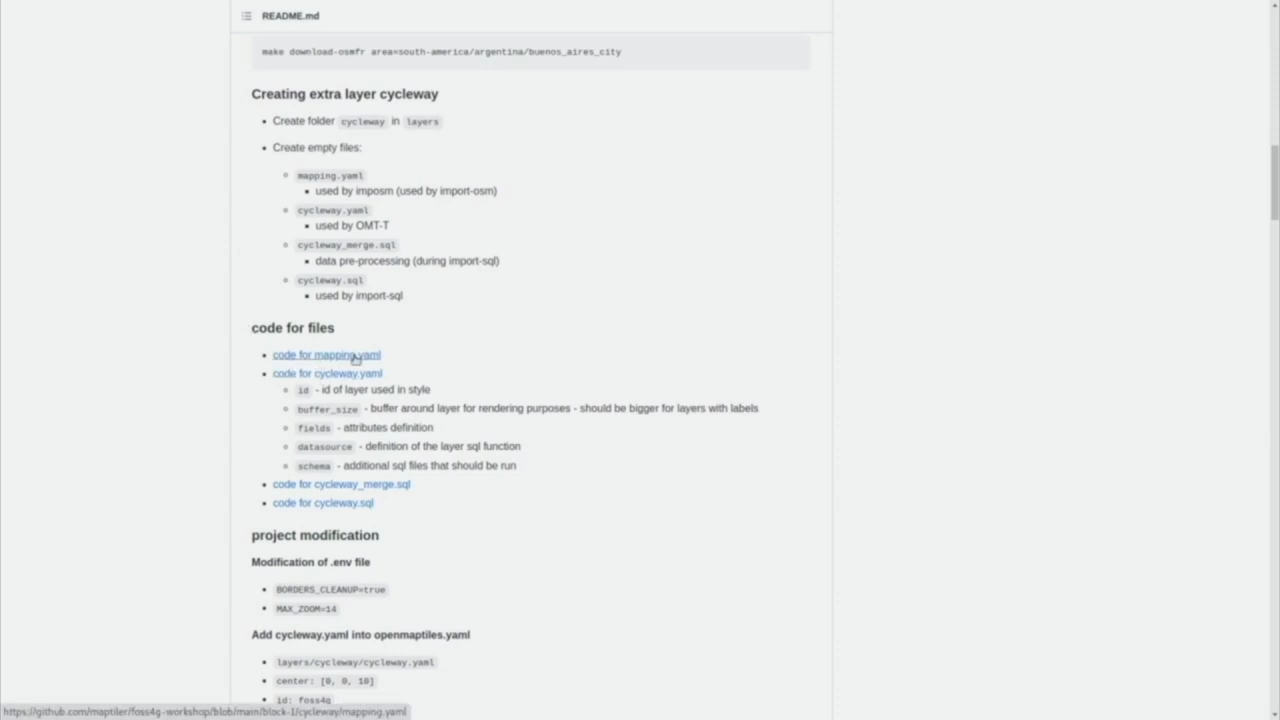 README.md
make download-osmfr area=south-america/argentina/buenos_aires_city
Creating extra layer cycleway
Create folder cycleway in layers
Create empty files:
mapping.yaml
used by imposm (used by import-osm)
cycleway.yaml
used by OMT-T
cycleway_merge.sql
data pre-processing (during import-sql)
cycleway.sql
used by import-sql
code for files
code for mapping.yaml
code for cycleway.yaml
id - id of layer used in style
buffer_size - buffer around layer for rendering purposes - should be bigger for layers with labels
fields - attributes definition
datasource - definition of the layer sql function
schema - additional sql files that should be run
code for cycleway_merge.sql
code for cycleway.sql
project modification
Modification of .env file
BORDERS_CLEANUP=true
MAX_ZOOM=14
Add cycleway.yaml into openmaptiles.yaml
layers/cycleway/cycleway.yaml
center: [0, 0, 10]
id: foss4g
https://github.com/maptiler/foss4g-workshop/blob/main/block-1/cycleway/mapping.yaml